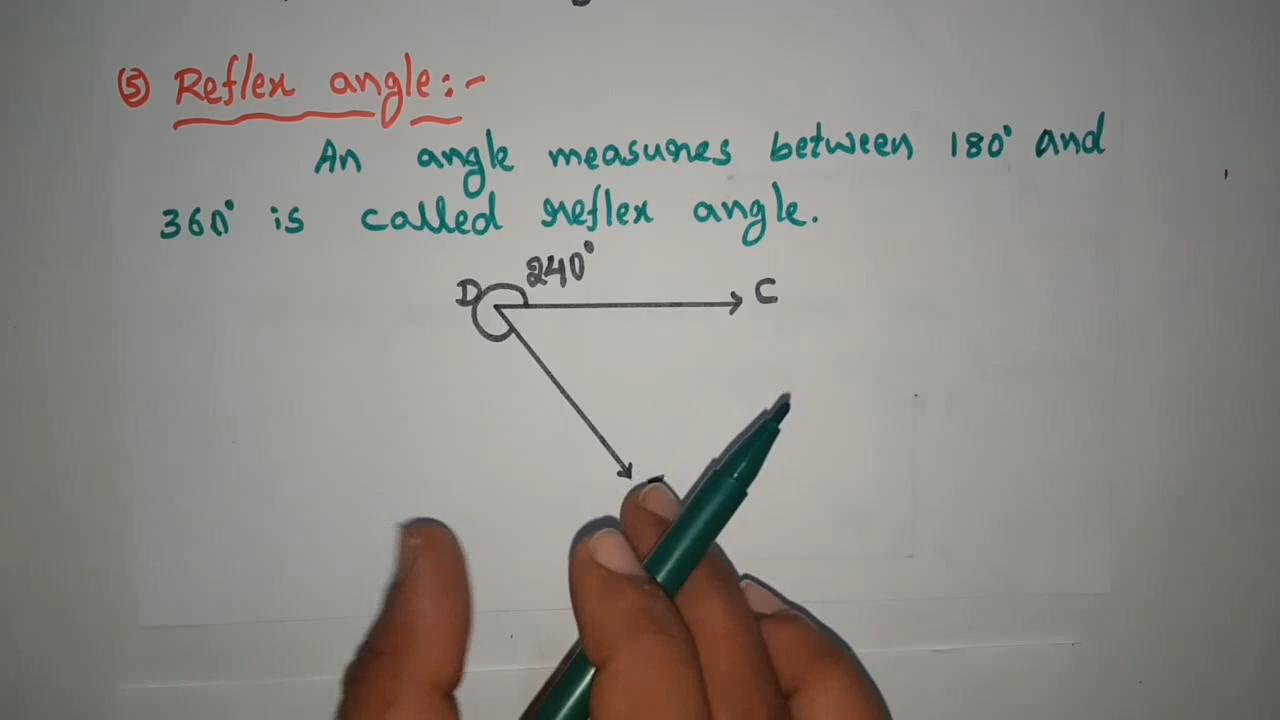 ⑤ Reflex angle:-
An angle measures between 180° and
360° is called reflex angle.
240°
D C